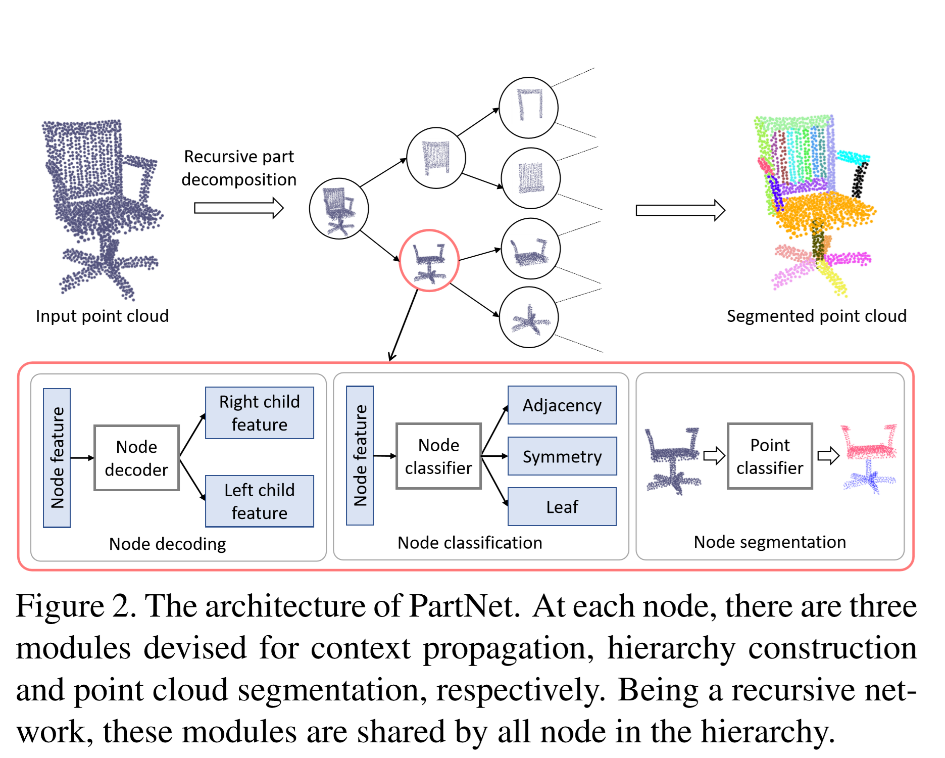 Recursive part
decomposition
Input point cloud
Segmented point cloud
Node feature
Node
decoder
Right child
feature
Left child
feature
Node decoding
Node feature
Node
classifier
Adjacency
Symmetry
Leaf
Node classification
Point
classifier
Node segmentation
Figure 2. The architecture of PartNet. At each node, there are three
modules devised for context propagation, hierarchy construction
and point cloud segmentation, respectively. Being a recursive net-
work, these modules are shared by all node in the hierarchy.